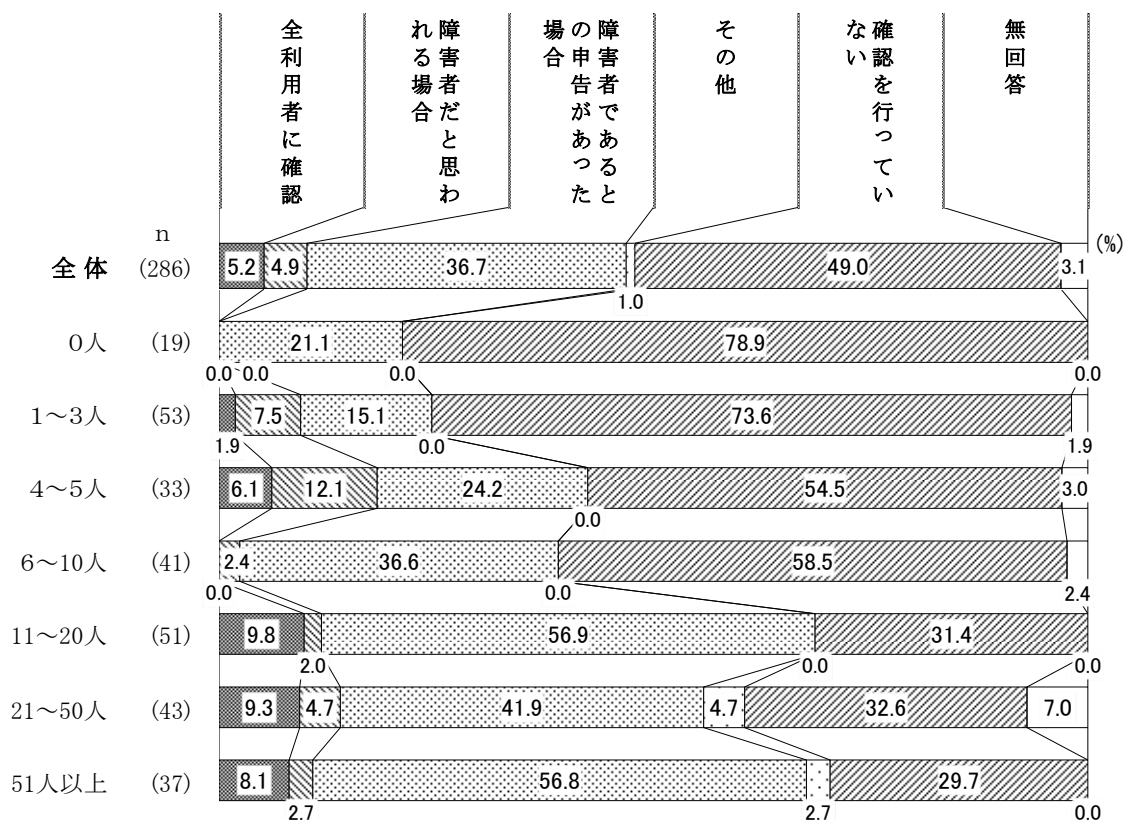 全利用者に確認
障害者だと思わ
れる場合
障害者であると
の申告があった
場合
その他
確認を行ってい
ない
無回答
n
(%)
全体 (286) 5.2 4.9 36.7 49.0 3.1
1.0
0人 (19) 21.1 78.9
0.0 0.0 0.0 0.0
1～3人 (53) 7.5 15.1 73.6
1.9 0.0 1.9
4～5人 (33) 6.1 12.1 24.2 54.5 3.0
0.0
6～10人 (41) 2.4 36.6 58.5
0.0 0.0 2.4
11～20人 (51) 9.8 56.9 31.4
2.0 0.0 0.0
21～50人 (43) 9.3 4.7 41.9 4.7 32.6 7.0
51人以上 (37) 8.1 56.8 29.7
2.7 2.7 0.0